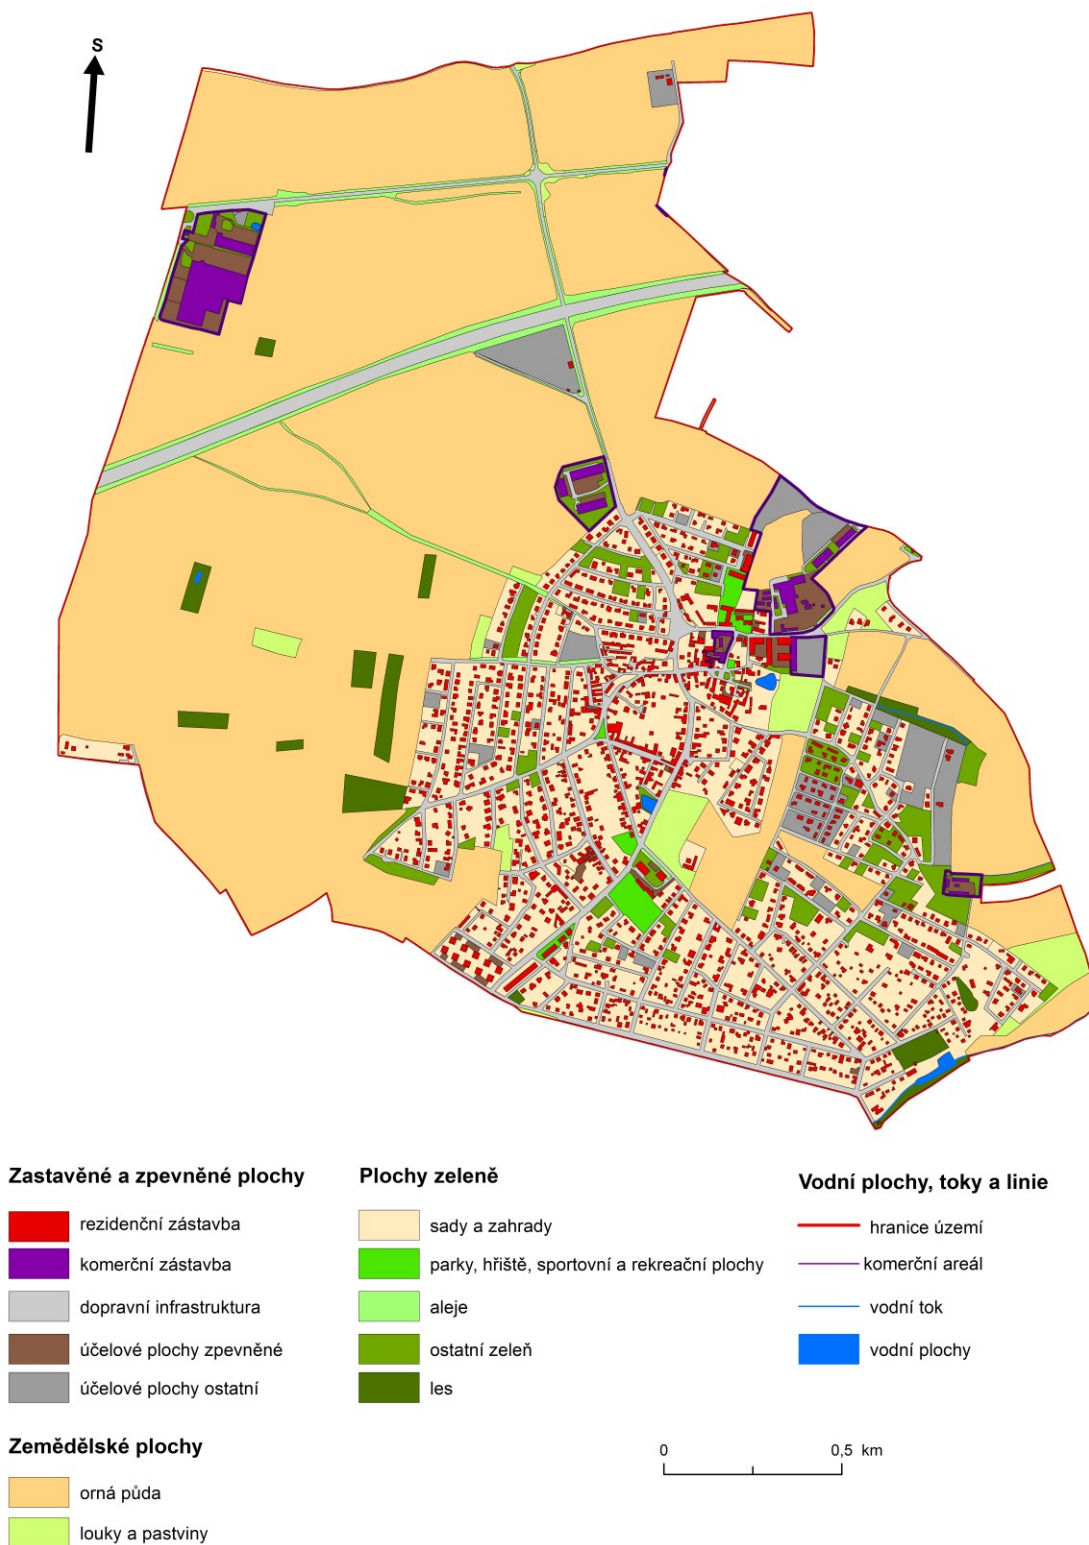 S
Zastavěné a zpevněné plochy
rezidenční zástavba
komerční zástavba
dopravní infrastruktura
účelové plochy zpevněné
účelové plochy ostatní
Zemědělské plochy
orná půda
louky a pastviny
Plochy zeleně
sady a zahrady
parky, hřiště, sportovní a rekreační plochy
aleje
ostatní zeleň
les
Vodní plochy, toky a linie
hranice území
komerční areál
vodní tok
vodní plochy
0 0,5 km